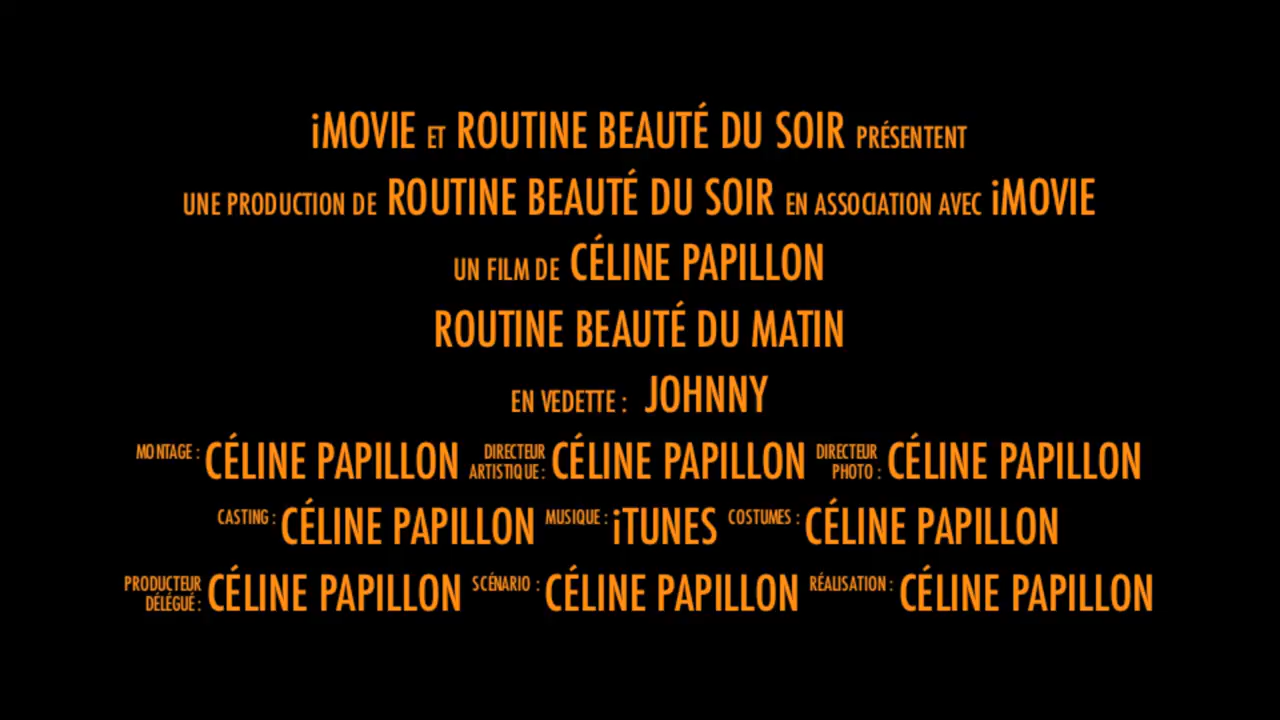 iMOVIE ET ROUTINE BEAUTÉ DU SOIR PRÉSENTENT
UNE PRODUCTION DE ROUTINE BEAUTÉ DU SOIR EN ASSOCIATION AVEC iMOVIE
UN FILM DE CÉLINE PAPILLON
ROUTINE BEAUTÉ DU MATIN
EN VEDETTE : JOHNNY
MONTAGE : CÉLINE PAPILLON DIRECTEUR ARTISTIQUE : CÉLINE PAPILLON DIRECTEUR PHOTO : CÉLINE PAPILLON
CASTING : CÉLINE PAPILLON MUSIQUE : iTUNES COSTUMES : CÉLINE PAPILLON
PRODUCTEUR DÉLÉGUÉ : CÉLINE PAPILLON SCÉNARIO : CÉLINE PAPILLON RÉALISATION : CÉLINE PAPILLON